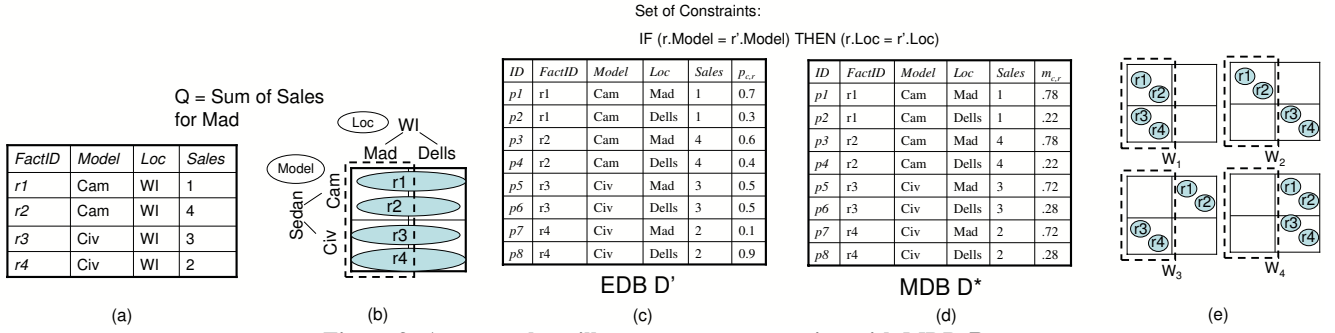 Set of Constraints:
IF (r.Model = r'.Model) THEN (r.Loc = r'.Loc)
Q = Sum of Sales
for Mad
FactID Model Loc Sales
r1 Cam WI 1
r2 Cam WI 4
r3 Civ WI 3
r4 Civ WI 2
(a)
Loc WI
Mad Dells
Model
Sedan
Cam
Civ
r1
r2
r3
r4
(b)
ID FactID Model Loc Sales p_{c,r}
p1 r1 Cam Mad 1 0.7
p2 r1 Cam Dells 1 0.3
p3 r2 Cam Mad 4 0.6
p4 r2 Cam Dells 4 0.4
p5 r3 Civ Mad 3 0.5
p6 r3 Civ Dells 3 0.5
p7 r4 Civ Mad 2 0.1
p8 r4 Civ Dells 2 0.9
EDB D'
(c)
ID FactID Model Loc Sales m_{c,r}
p1 r1 Cam Mad 1 .78
p2 r1 Cam Dells 1 .22
p3 r2 Cam Mad 4 .78
p4 r2 Cam Dells 4 .22
p5 r3 Civ Mad 3 .72
p6 r3 Civ Dells 3 .28
p7 r4 Civ Mad 2 .72
p8 r4 Civ Dells 2 .28
MDB D*
(d)
r1
r2
r3
r4
W1
r1
r2
r3
r4
W2
r1
r2
r3
r4
W3
r1
r2
r3
r4
W4
(e)